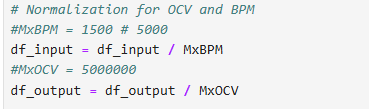 # Normalization for OCV and BPM
#MxBPM = 1500 # 5000
df_input = df_input / MxBPM
#MxOCV = 5000000
df_output = df_output / MxOCV